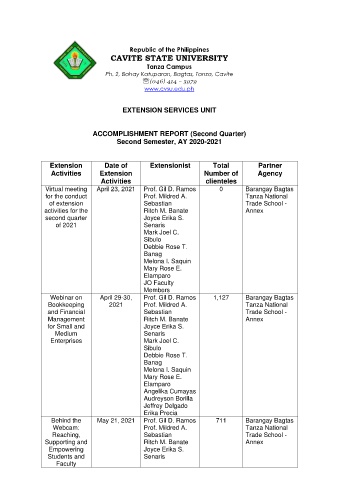 Republic of the Philippines
CAVITE STATE UNIVERSITY
Tanza Campus
Ph. 2, Bahay Katuparan, Bagtas, Tanza, Cavite
☏(046) 414 – 3979
www.cvsu.edu.ph
EXTENSION SERVICES UNIT
ACCOMPLISHMENT REPORT (Second Quarter)
Second Semester, AY 2020-2021
Extension Activities
Date of Extension Activities
Extensionist
Total Number of clienteles
Partner Agency
Virtual meeting
for the conduct
of extension
activities for the
second quarter
of 2021
April 23, 2021
Prof. Gil D. Ramos
Prof. Mildred A.
Sebastian
Ritch M. Banate
Joyce Erika S.
Senaris
Mark Joel C.
Sibulo
Debbie Rose T.
Banag
Melona I. Saquin
Mary Rose E.
Elamparo
JO Faculty
Members
0
Barangay Bagtas
Tanza National
Trade School -
Annex
Webinar on
Bookkeeping
and Financial
Management
for Small and
Medium
Enterprises
April 29-30,
2021
Prof. Gil D. Ramos
Prof. Mildred A.
Sebastian
Ritch M. Banate
Joyce Erika S.
Senaris
Mark Joel C.
Sibulo
Debbie Rose T.
Banag
Melona I. Saquin
Mary Rose E.
Elamparo
Angelika Cumayas
Audreyson Borilla
Jeffrey Delgado
Erika Precia
1,127
Barangay Bagtas
Tanza National
Trade School -
Annex
Behind the
Webcam:
Reaching,
Supporting and
Empowering
Students and
Faculty
May 21, 2021
Prof. Gil D. Ramos
Prof. Mildred A.
Sebastian
Ritch M. Banate
Joyce Erika S.
Senaris
711
Barangay Bagtas
Tanza National
Trade School -
Annex